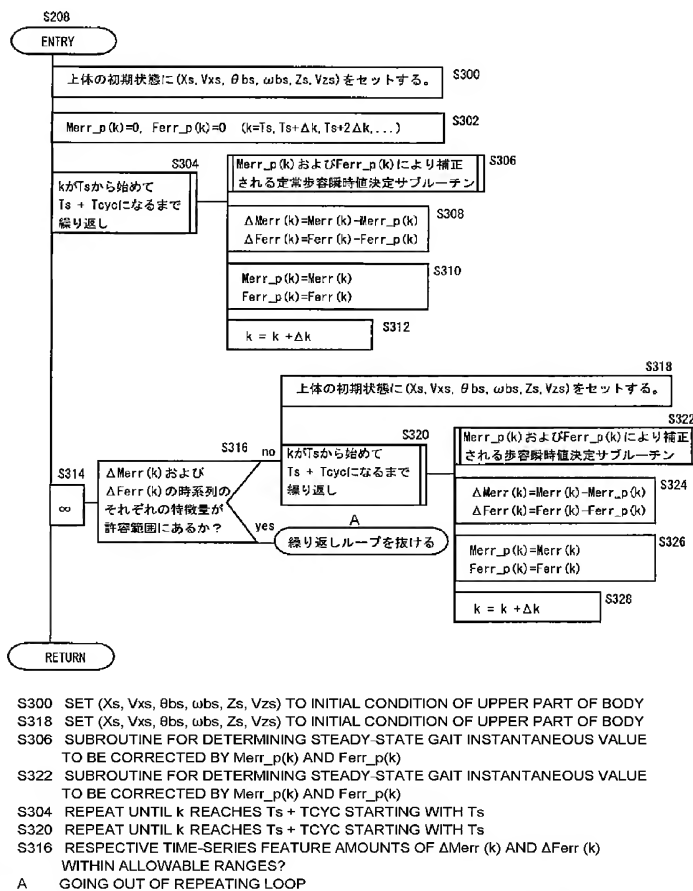 S208
ENTRY
上体の初期状態に(Xs, Vxs, θbs, ωbs, Zs, Vzs)をセットする。
S300
Merr_p(k)=0, Ferr_p(k)=0 (k=Ts, Ts+Δk, Ts+2Δk,...)
S302
S304
kがTsから始めて
Ts + Tcycになるまで
繰り返し
Merr_p(k)およびFerr_p(k)により補正
される定常歩容瞬時値決定サブルーチン
S306
ΔMerr(k)=Merr(k)-Merr_p(k)
ΔFerr(k)=Ferr(k)-Ferr_p(k)
S308
Merr_p(k)=Merr(k)
Ferr_p(k)=Ferr(k)
S310
k = k +Δk
S312
S318
上体の初期状態に(Xs, Vxs, θbs, ωbs, Zs, Vzs)をセットする。
S314
∞
S316
ΔMerr(k)および
ΔFerr(k)の時系列の
それぞれの特徴量が
許容範囲にあるか?
no
S320
kがTsから始めて
Ts + Tcycになるまで
繰り返し
S322
Merr_p(k)およびFerr_p(k)により補正
される歩容瞬時値決定サブルーチン
S324
ΔMerr(k)=Merr(k)-Merr_p(k)
ΔFerr(k)=Ferr(k)-Ferr_p(k)
yes
A
繰り返しループを抜ける
S326
Merr_p(k)=Merr(k)
Ferr_p(k)=Ferr(k)
k = k +Δk
S328
RETURN
S300 SET (Xs, Vxs, θbs, ωbs, Zs, Vzs) TO INITIAL CONDITION OF UPPER PART OF BODY
S318 SET (Xs, Vxs, θbs, ωbs, Zs, Vzs) TO INITIAL CONDITION OF UPPER PART OF BODY
S306 SUBROUTINE FOR DETERMINING STEADY-STATE GAIT INSTANTANEOUS VALUE
TO BE CORRECTED BY Merr_p(k) AND Ferr_p(k)
S322 SUBROUTINE FOR DETERMINING STEADY-STATE GAIT INSTANTANEOUS VALUE
TO BE CORRECTED BY Merr_p(k) AND Ferr_p(k)
S304 REPEAT UNTIL k REACHES Ts + TCYC STARTING WITH Ts
S320 REPEAT UNTIL k REACHES Ts + TCYC STARTING WITH Ts
S316 RESPECTIVE TIME-SERIES FEATURE AMOUNTS OF ΔMerr (k) AND ΔFerr (k)
WITHIN ALLOWABLE RANGES?
A GOING OUT OF REPEATING LOOP